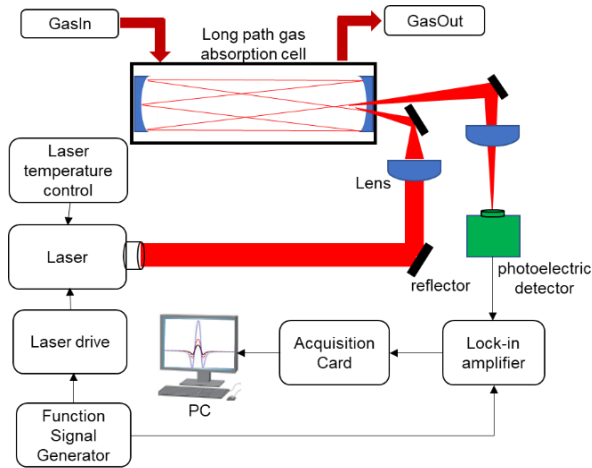 GasIn
GasOut
Long path gas
absorption cell
Laser
temperature
control
Lens
Laser
reflector
photoelectric
detector
Laser drive
Acquisition
Card
Lock-in
amplifier
PC
Function
Signal
Generator